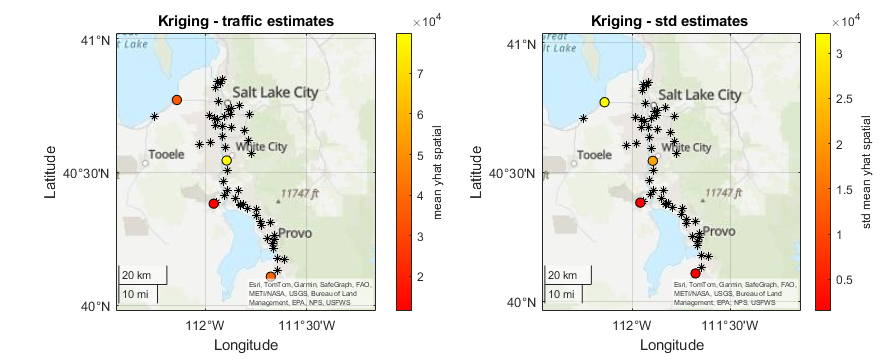 Kriging - traffic estimates
41°N
Lake
Salt Lake City
Tooele
White City
40°30'N
11747 ft
Provo
20 km
10 mi
Esri, TomTom, Garmin, SafeGraph, FAO,
METI/NASA, USGS, Bureau of Land
Management, EPA, NPS, USFWS
40°N
112°W
111°30'W
Longitude
Latitude
×10⁴
7
6
5
4
3
2
mean yhat spatial
Kriging - std estimates
41°N
Great
Lake
Salt Lake City
Tooele
White City
40°30'N
11747 ft
Provo
20 km
10 mi
Esri, TomTom, Garmin, SafeGraph, FAO,
METI/NASA, USGS, Bureau of Land
Management, EPA, NPS, USFWS
40°N
112°W
111°30'W
Longitude
Latitude
×10⁴
3
2.5
2
1.5
1
0.5
std mean yhat spatial